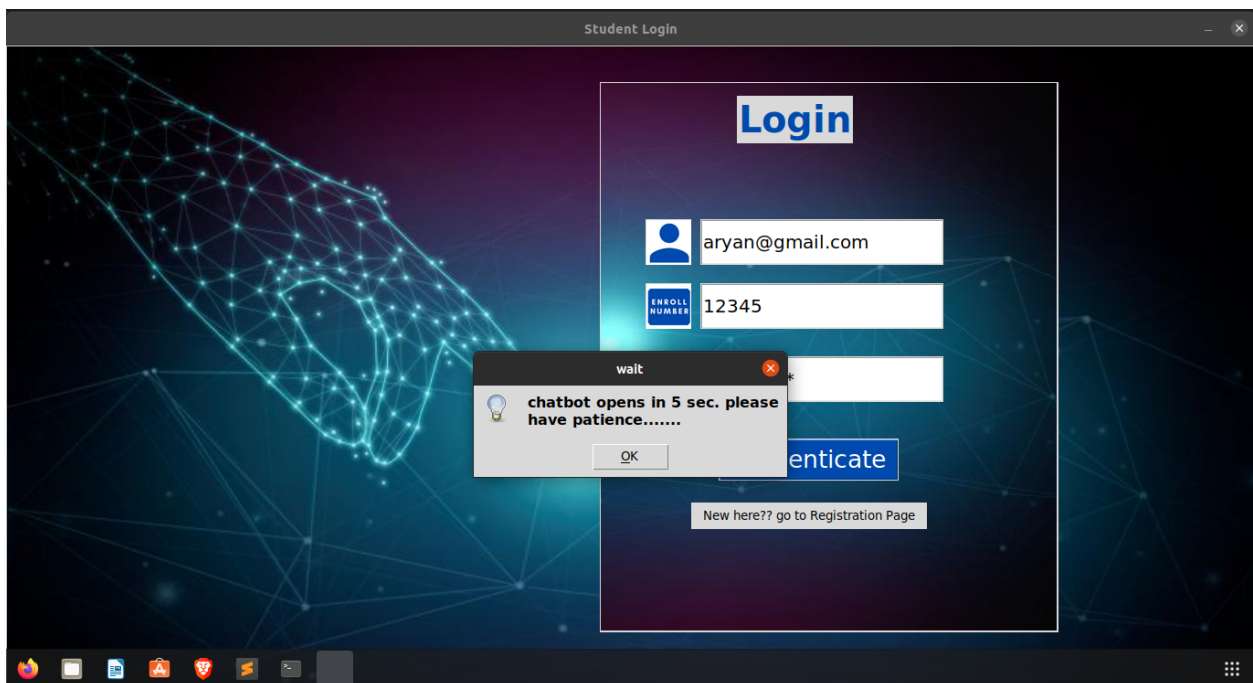 Student Login
Login
aryan@gmail.com
ENROLL
NUMBER
12345
wait
chatbot opens in 5 sec. please
have patience.......
*
OK
enticate
New here?? go to Registration Page